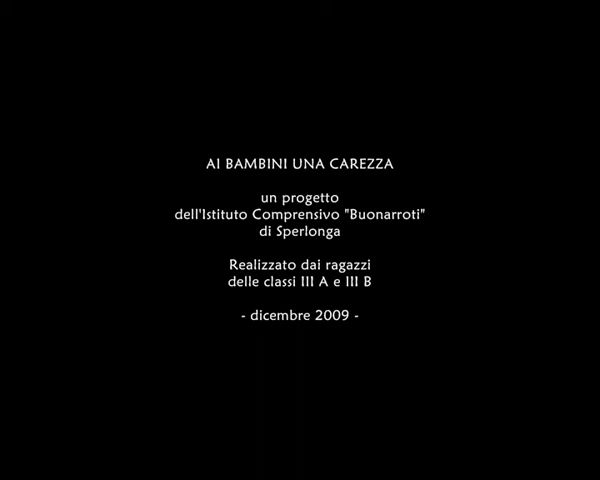 AI BAMBINI UNA CAREZZA
un progetto
dell'Istituto Comprensivo "Buonarroti"
di Sperlonga
Realizzato dai ragazzi
delle classi III A e III B
- dicembre 2009 -